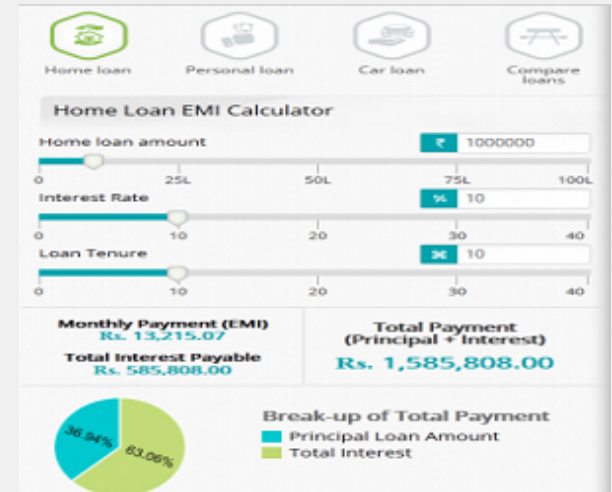 Home loan Personal loan Car loan Compare loans
Home Loan EMI Calculator
Home loan amount ₹ 1000000
0 25L 50L 75L 100L
Interest Rate % 10
0 10 20 30 40
Loan Tenure 10
0 10 20 30 40
Monthly Payment (EMI)
Rs. 13,215.07
Total Interest Payable
Rs. 585,808.00
Total Payment
(Principal + Interest)
Rs. 1,585,808.00
Break-up of Total Payment
Principal Loan Amount
Total Interest
36.94%
63.06%